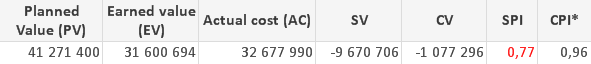 Planned Value (PV) Earned value (EV) Actual cost (AC) SV CV SPI CPI*
41 271 400 31 600 694 32 677 990 -9 670 706 -1 077 296 0,77 0,96